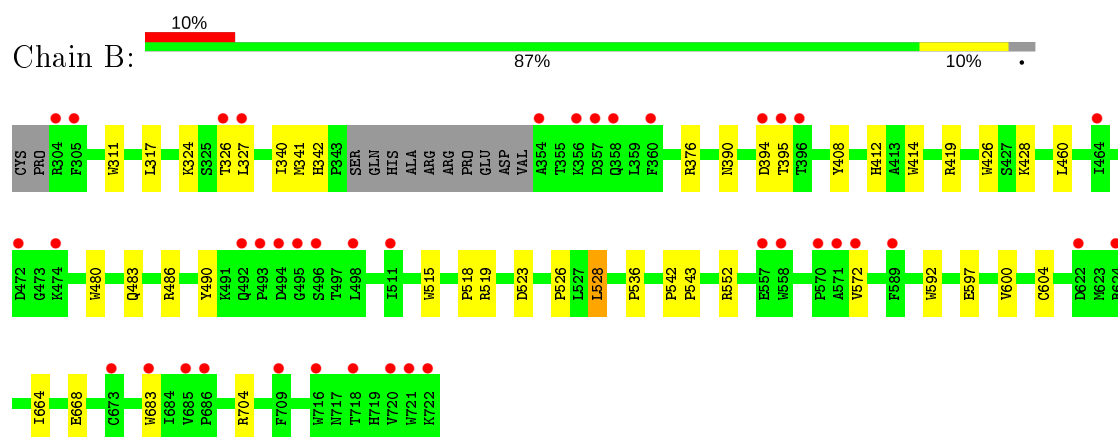 10%
Chain B:
87%
10%
CYS PRO R304 F305 W311 L317 K324 S325 T326 L327 I340 M341 H342 P343 SER GLN HIS ALA ARG ARG PRO GLU ASP VAL A354 T355 K356 D357 Q358 L359 F360 R376 N390 D394 T395 T396 Y408 H412 A413 W414 R419 W426 S427 K428 L460 I464
D472 G473 K474 W480 Q483 R486 Y490 K491 Q492 P493 D494 G495 S496 T497 L498 I511 W515 P518 R519 D523 P526 L527 L528 P536 P542 P543 R552 E557 W558 P570 A571 V572 F589 W592 E597 V600 C604 D622 M623
I664 E668 C673 W683 I684 V685 P686 R704 F709 W716 N717 T718 H719 V720 W721 K722